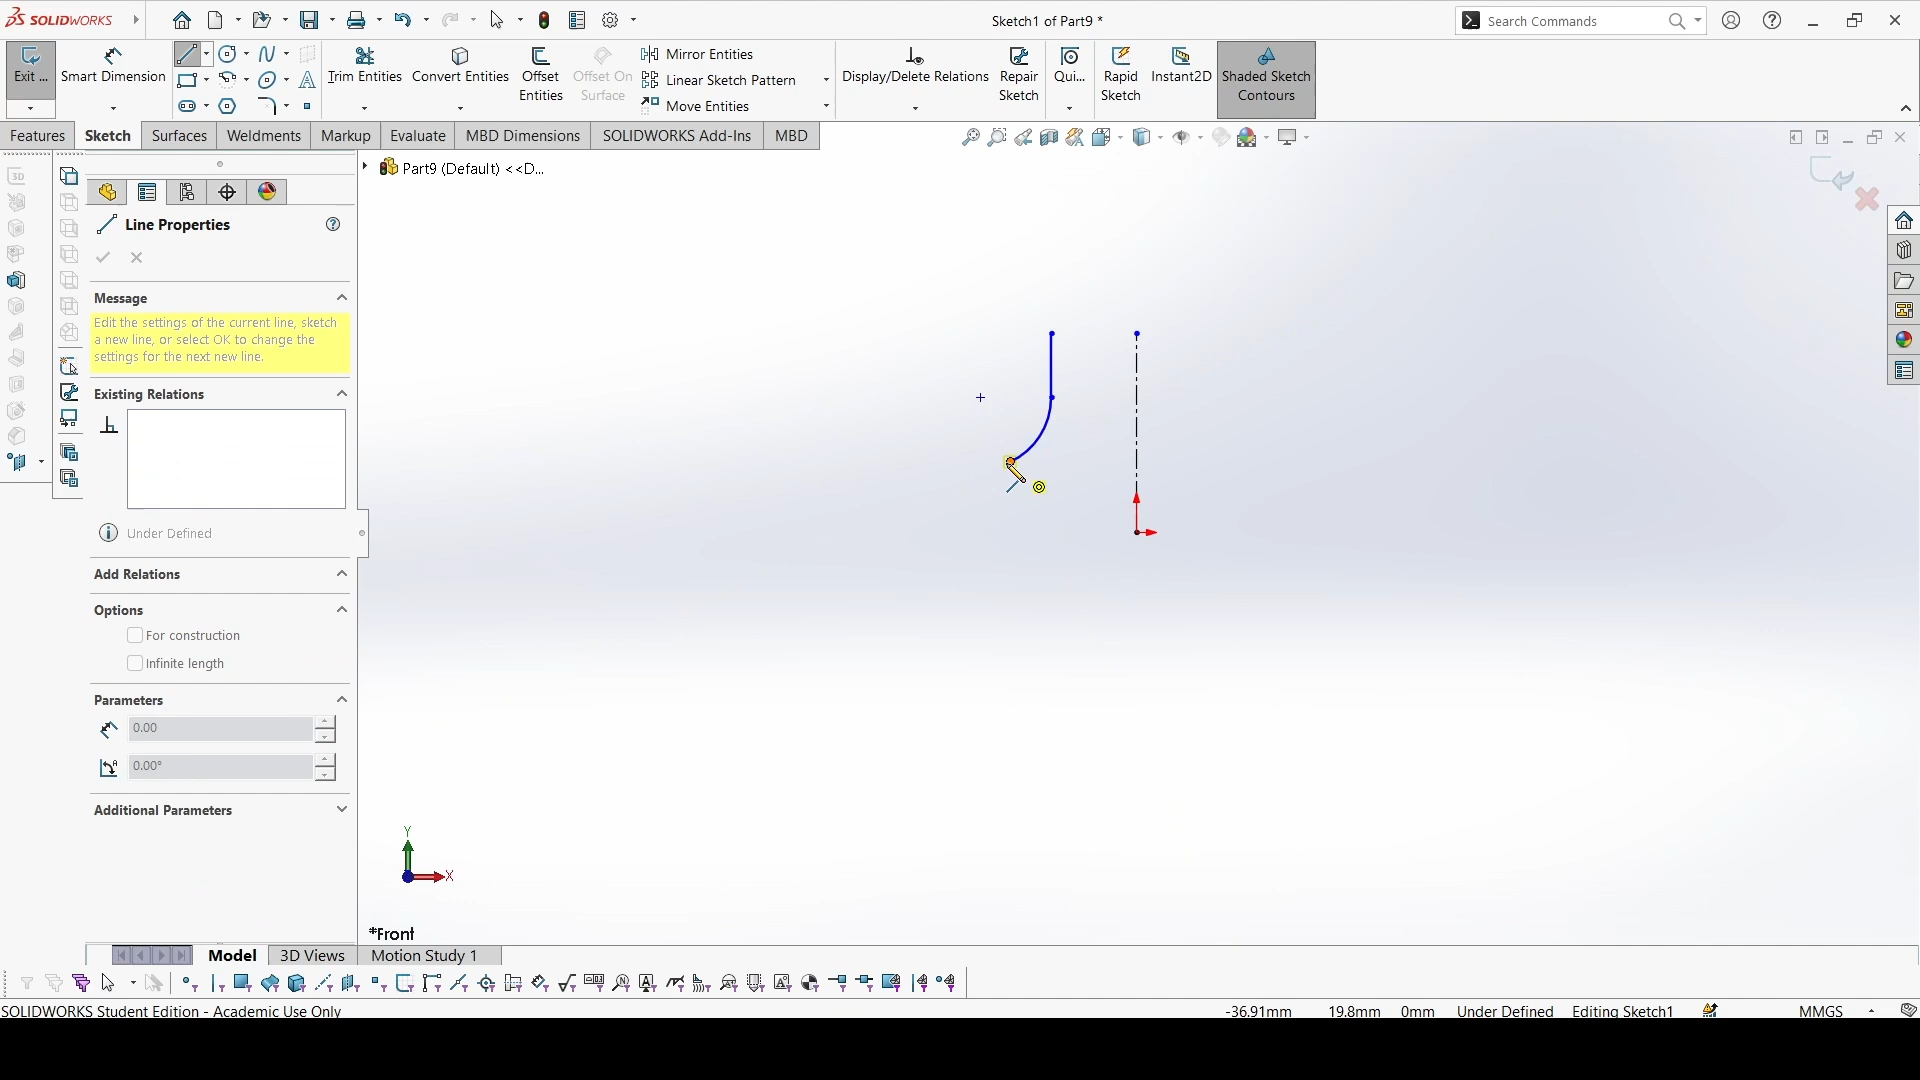 SOLIDWORKS
Sketch1 of Part9 *
Search Commands
Exit ...
Smart Dimension
Trim Entities
Convert Entities
Offset
Entities
Offset On
Surface
Mirror Entities
Linear Sketch Pattern
Move Entities
Display/Delete Relations
Repair
Sketch
Qui...
Rapid
Sketch
Instant2D
Shaded Sketch
Contours
Features
Sketch
Surfaces
Weldments
Markup
Evaluate
MBD Dimensions
SOLIDWORKS Add-Ins
MBD
3D
Part9 (Default) <<D...
Line Properties
Message
Edit the settings of the current line, sketch
a new line, or select OK to change the
settings for the next new line.
Existing Relations
Under Defined
Add Relations
Options
For construction
Infinite length
Parameters
0.00
0.00°
Additional Parameters
Y
X
*Front
Model
3D Views
Motion Study 1
SOLIDWORKS Student Edition - Academic Use Only
-36.91mm
19.8mm
0mm
Under Defined
Editing Sketch1
MMGS